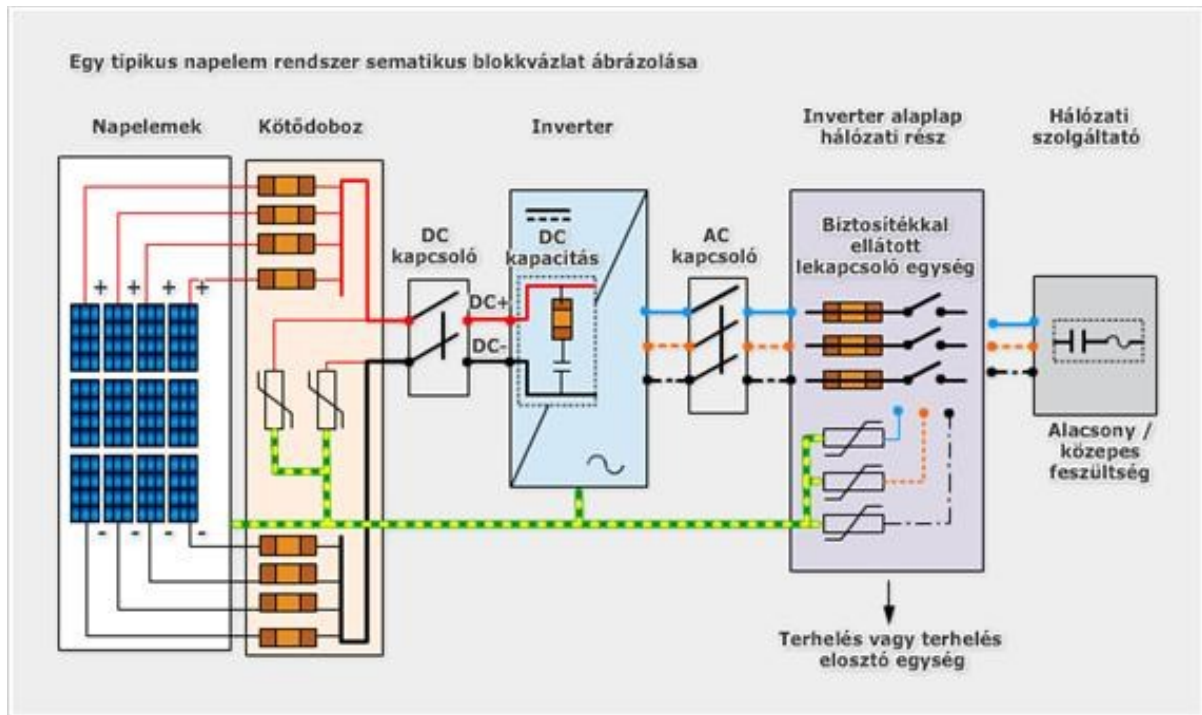 Egy tipikus napelem rendszer sematikus blokkvázlat ábrázolása
Napelemek
Kötődoboz
Inverter
Inverter alaplap
hálózati rész
Hálózati
szolgáltató
DC
kapcsoló
DC
kapacitás
AC
kapcsoló
Biztosítékkal
ellátott
lekapcsoló egység
DC+
DC-
+ + + +
- - - -
Alacsony /
közepes
feszültség
Terhelés vagy terhelés
elosztó egység